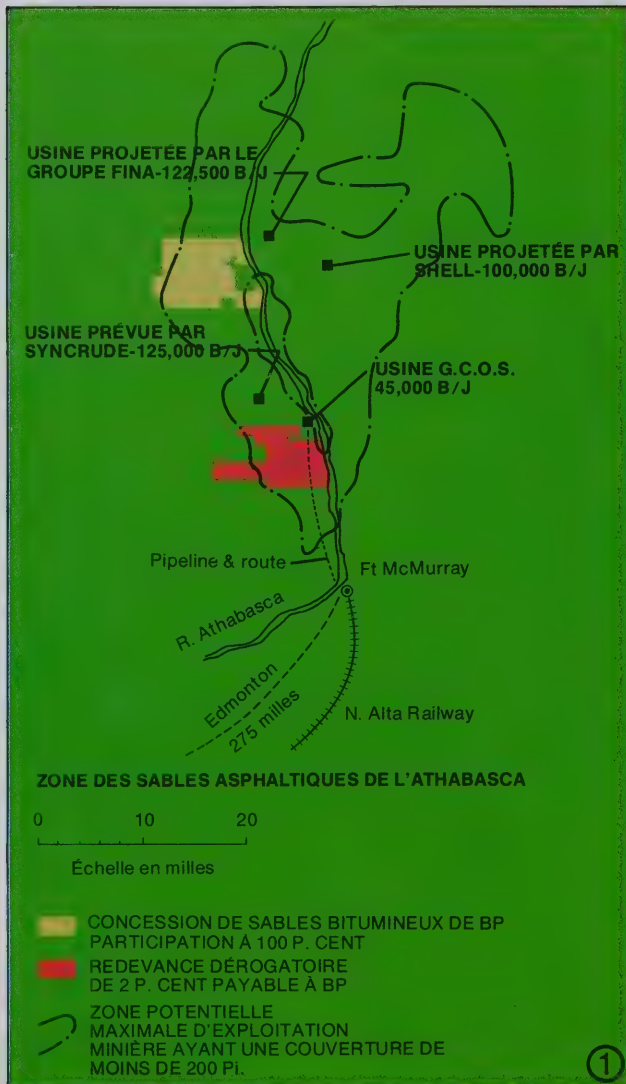 USINE PROJETÉE PAR LE
GROUPE FINA-122,500 B/J
USINE PROJETÉE PAR
SHELL-100,000 B/J
USINE PRÉVUE PAR
SYNCRUDE-125,000 B/J
USINE G.C.O.S.
45,000 B/J
Pipeline & route
Ft McMurray
R. Athabasca
Edmonton
275 milles
N. Alta Railway
ZONE DES SABLES ASPHALTIQUES DE L'ATHABASCA
0 10 20
Échelle en milles
CONCESSION DE SABLES BITUMINEUX DE BP
PARTICIPATION À 100 P. CENT
REDEVANCE DÉROGATOIRE
DE 2 P. CENT PAYABLE À BP
ZONE POTENTIELLE
MAXIMALE D'EXPLOITATION
MINIÈRE AYANT UNE COUVERTURE DE
MOINS DE 200 Pi.
1